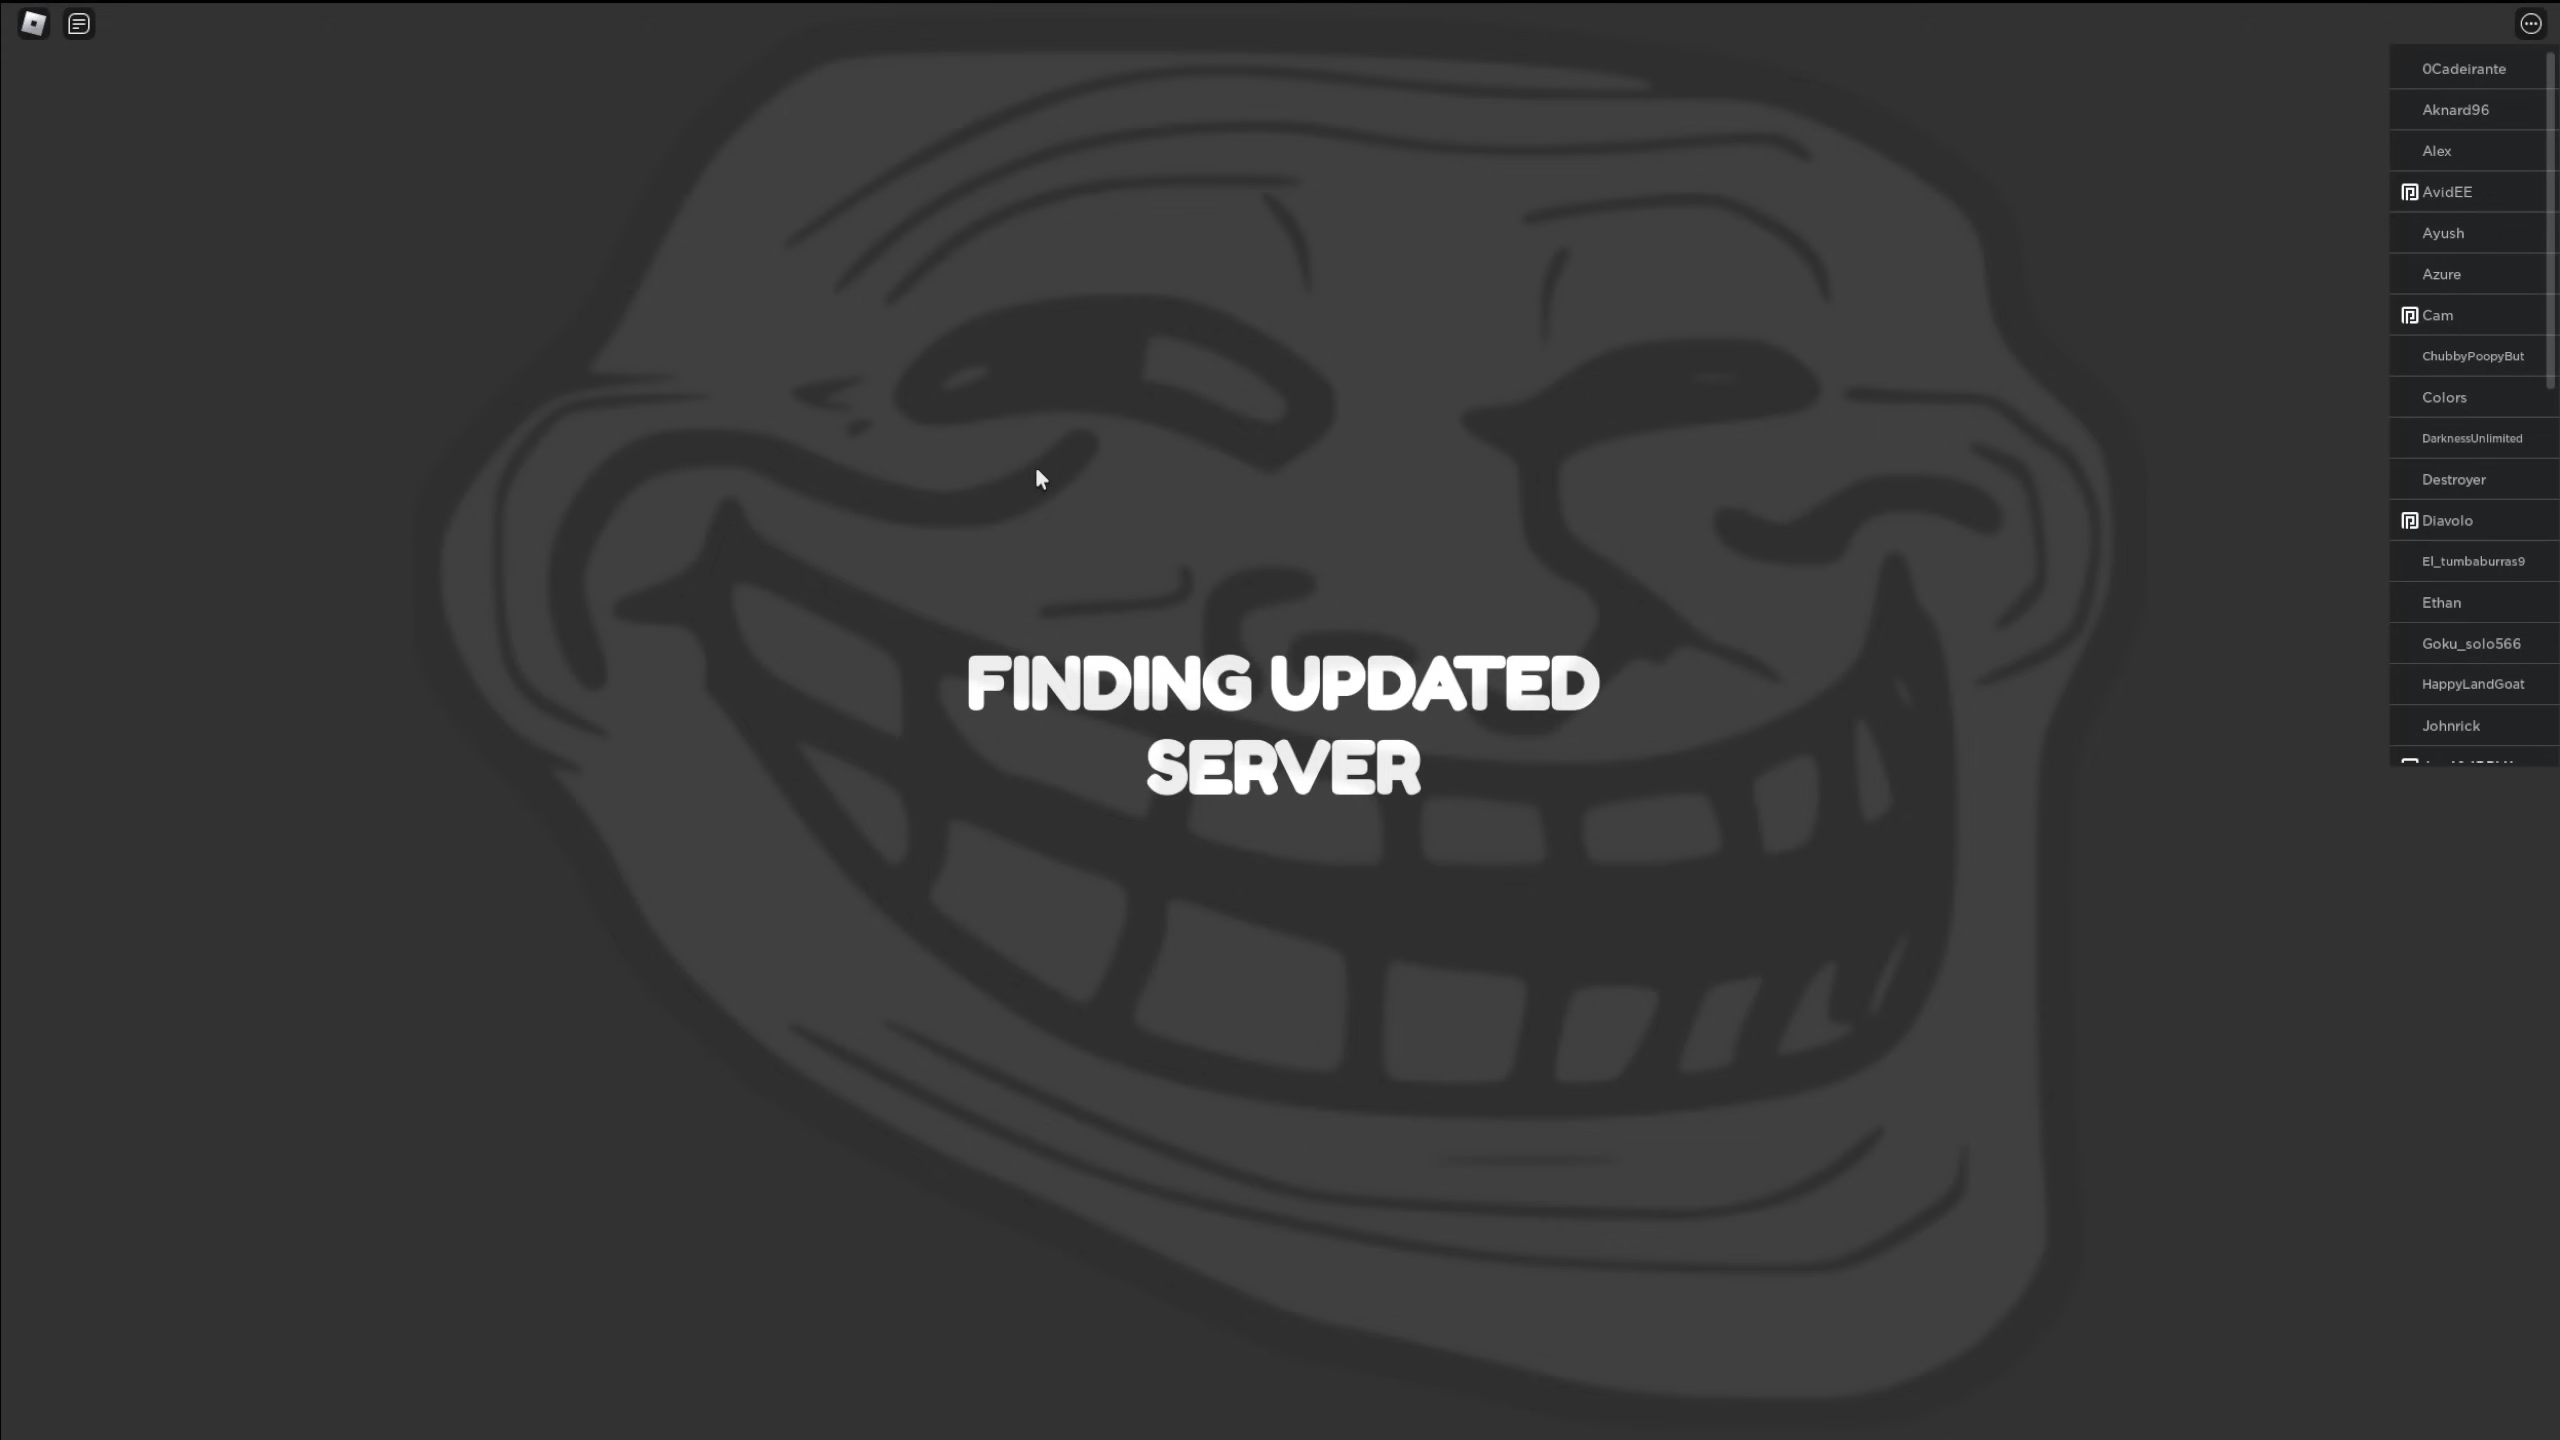 0Cadeirante
Aknard96
Alex
AvidEE
Ayush
Azure
Cam
ChubbyPoopyBut
Colors
DarknessUnlimited
Destroyer
Diavolo
El_tumbaburras9
Ethan
Goku_solo566
HappyLandGoat
Johnrick
FINDING UPDATED
SERVER